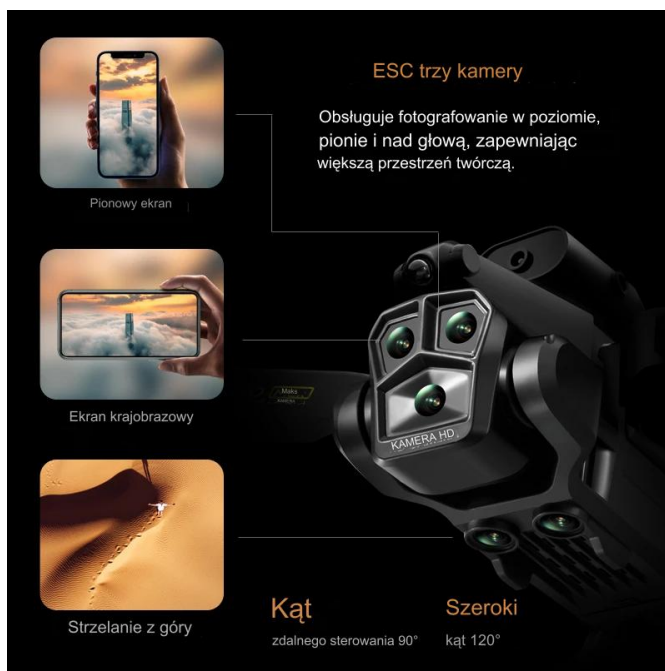 ESC trzy kamery
Obsługuje fotografowanie w poziomie,
pionie i nad głową, zapewniając
większą przestrzeń twórczą.
Pionowy ekran
Ekran krajobrazowy
Maks
KAMERA HD
Strzelanie z góry
Kąt
zdalnego sterowania 90°
Szeroki
kąt 120°